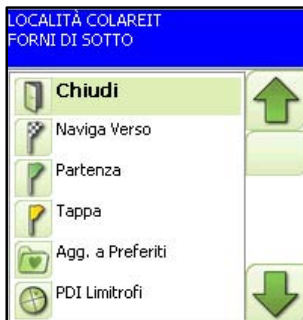 LOCALITÀ COLAREIT
FORNI DI SOTTO
Chiudi
Naviga Verso
Partenza
Tappa
Agg. a Preferiti
PDI Limitrofi